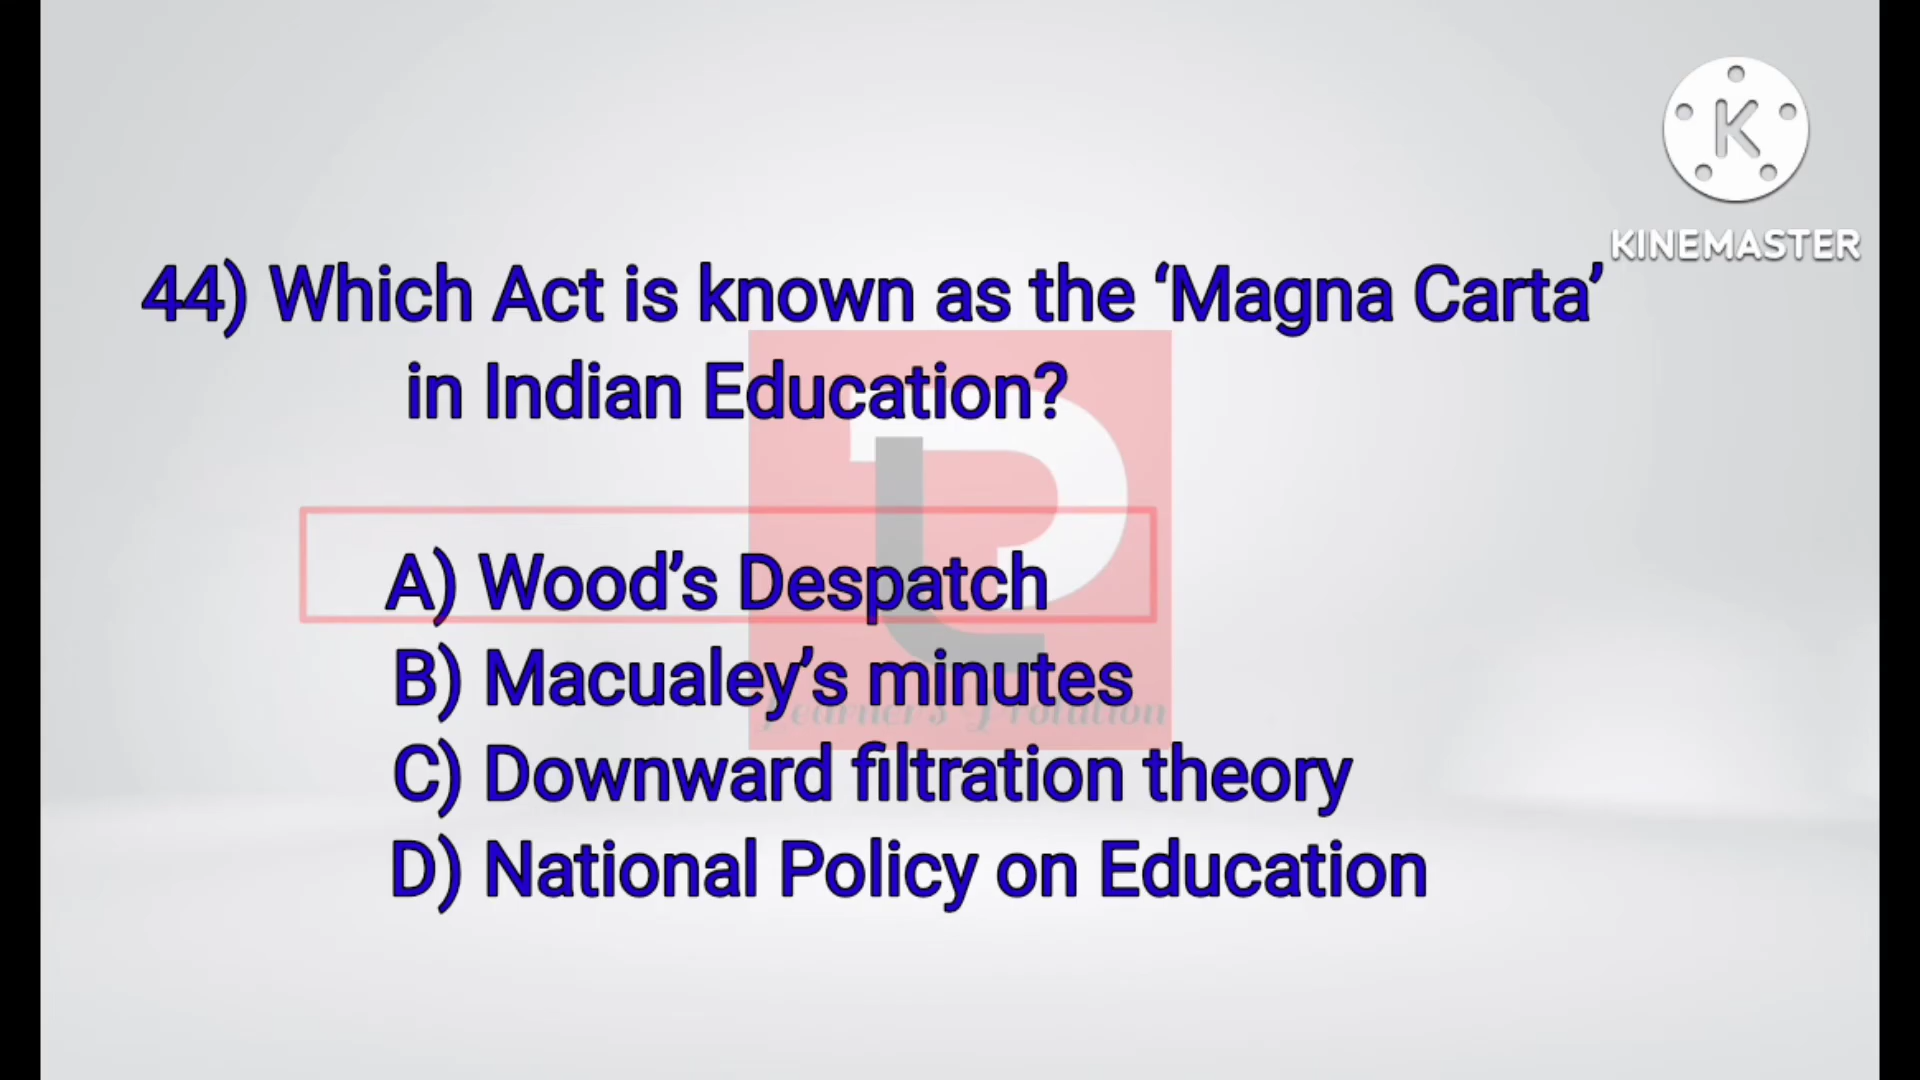 K
KINEMASTER
44) Which Act is known as the ‘Magna Carta’
in Indian Education?
A) Wood’s Despatch
B) Macualey’s minutes
C) Downward filtration theory
D) National Policy on Education